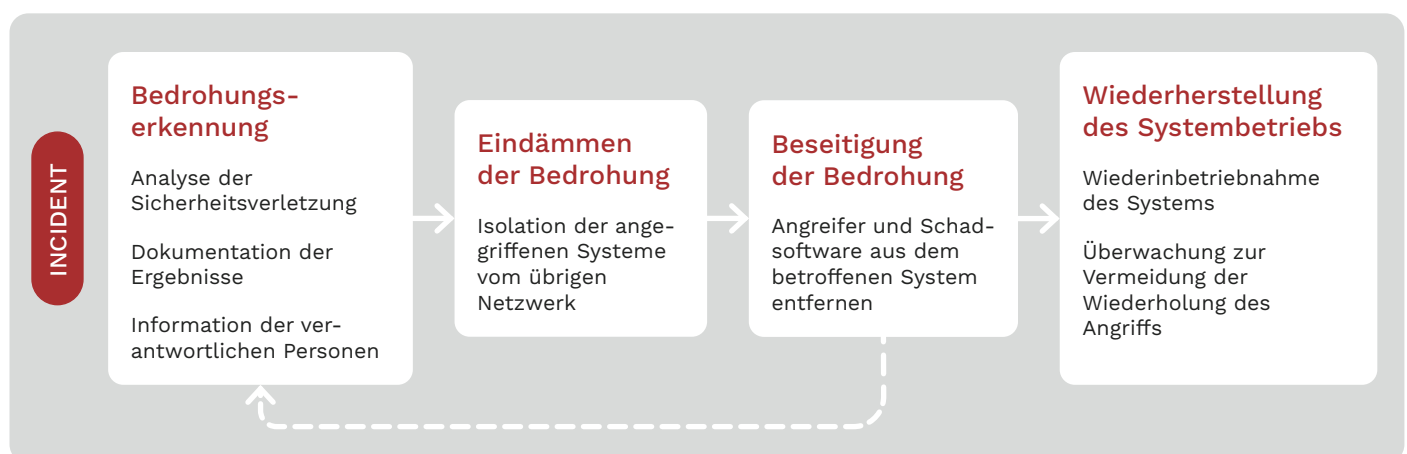 INCIDENT
Bedrohungs-
erkennung
Analyse der
Sicherheitsverletzung
Dokumentation der
Ergebnisse
Information der ver-
antwortlichen Personen
Eindämmen
der Bedrohung
Isolation der ange-
griffenen Systeme
vom übrigen
Netzwerk
Beseitigung
der Bedrohung
Angreifer und Schad-
software aus dem
betroffenen System
entfernen
Wiederherstellung
des Systembetriebs
Wiederinbetriebnahme
des Systems
Überwachung zur
Vermeidung der
Wiederholung des
Angriffs